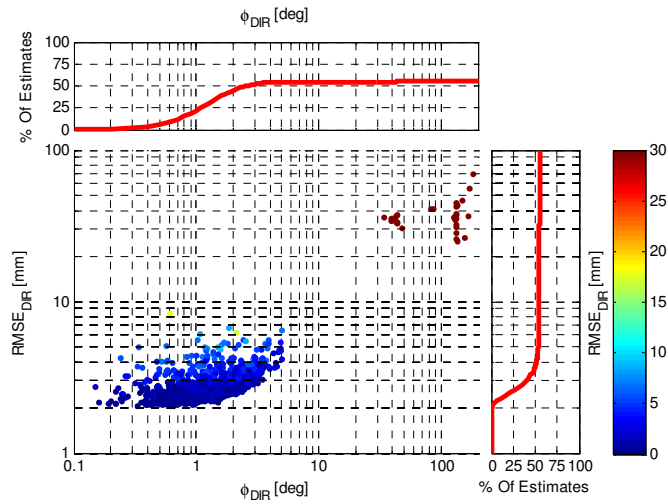 ϕDIR [deg]
% Of Estimates
100
75
50
25
0
RMSEDIR [mm]
100
10
1
0.1 1 10 100
ϕDIR [deg]
0 25 50 75 100
% Of Estimates
RMSEDIR [mm]
30
25
20
15
10
5
0